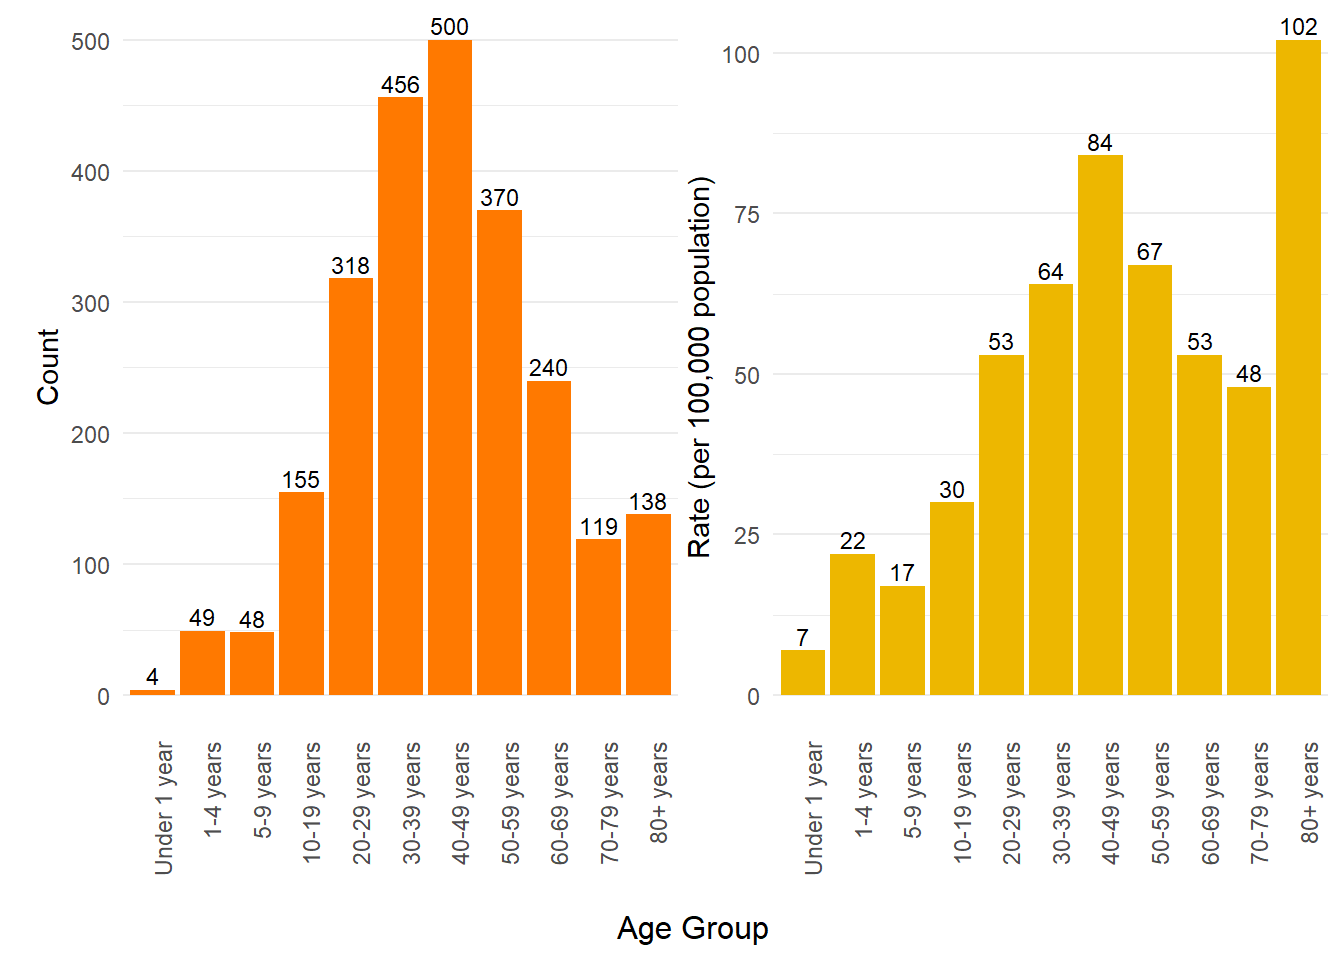 Count
500
400
300
200
100
0
4
49
48
155
318
456
500
370
240
119
138
Under 1 year
1-4 years
5-9 years
10-19 years
20-29 years
30-39 years
40-49 years
50-59 years
60-69 years
70-79 years
80+ years
Rate (per 100,000 population)
100
75
50
25
0
7
22
17
30
53
64
84
67
53
48
102
Under 1 year
1-4 years
5-9 years
10-19 years
20-29 years
30-39 years
40-49 years
50-59 years
60-69 years
70-79 years
80+ years
Age Group